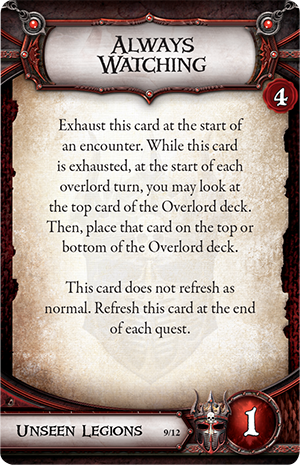 Always
Watching
4
Exhaust this card at the start of
an encounter. While this card
is exhausted, at the start of each
overlord turn, you may look at
the top card of the Overlord deck.
Then, place that card on the top or
bottom of the Overlord deck.
This card does not refresh as
normal. Refresh this card at the end
of each quest.
Unseen Legions 9/12 1